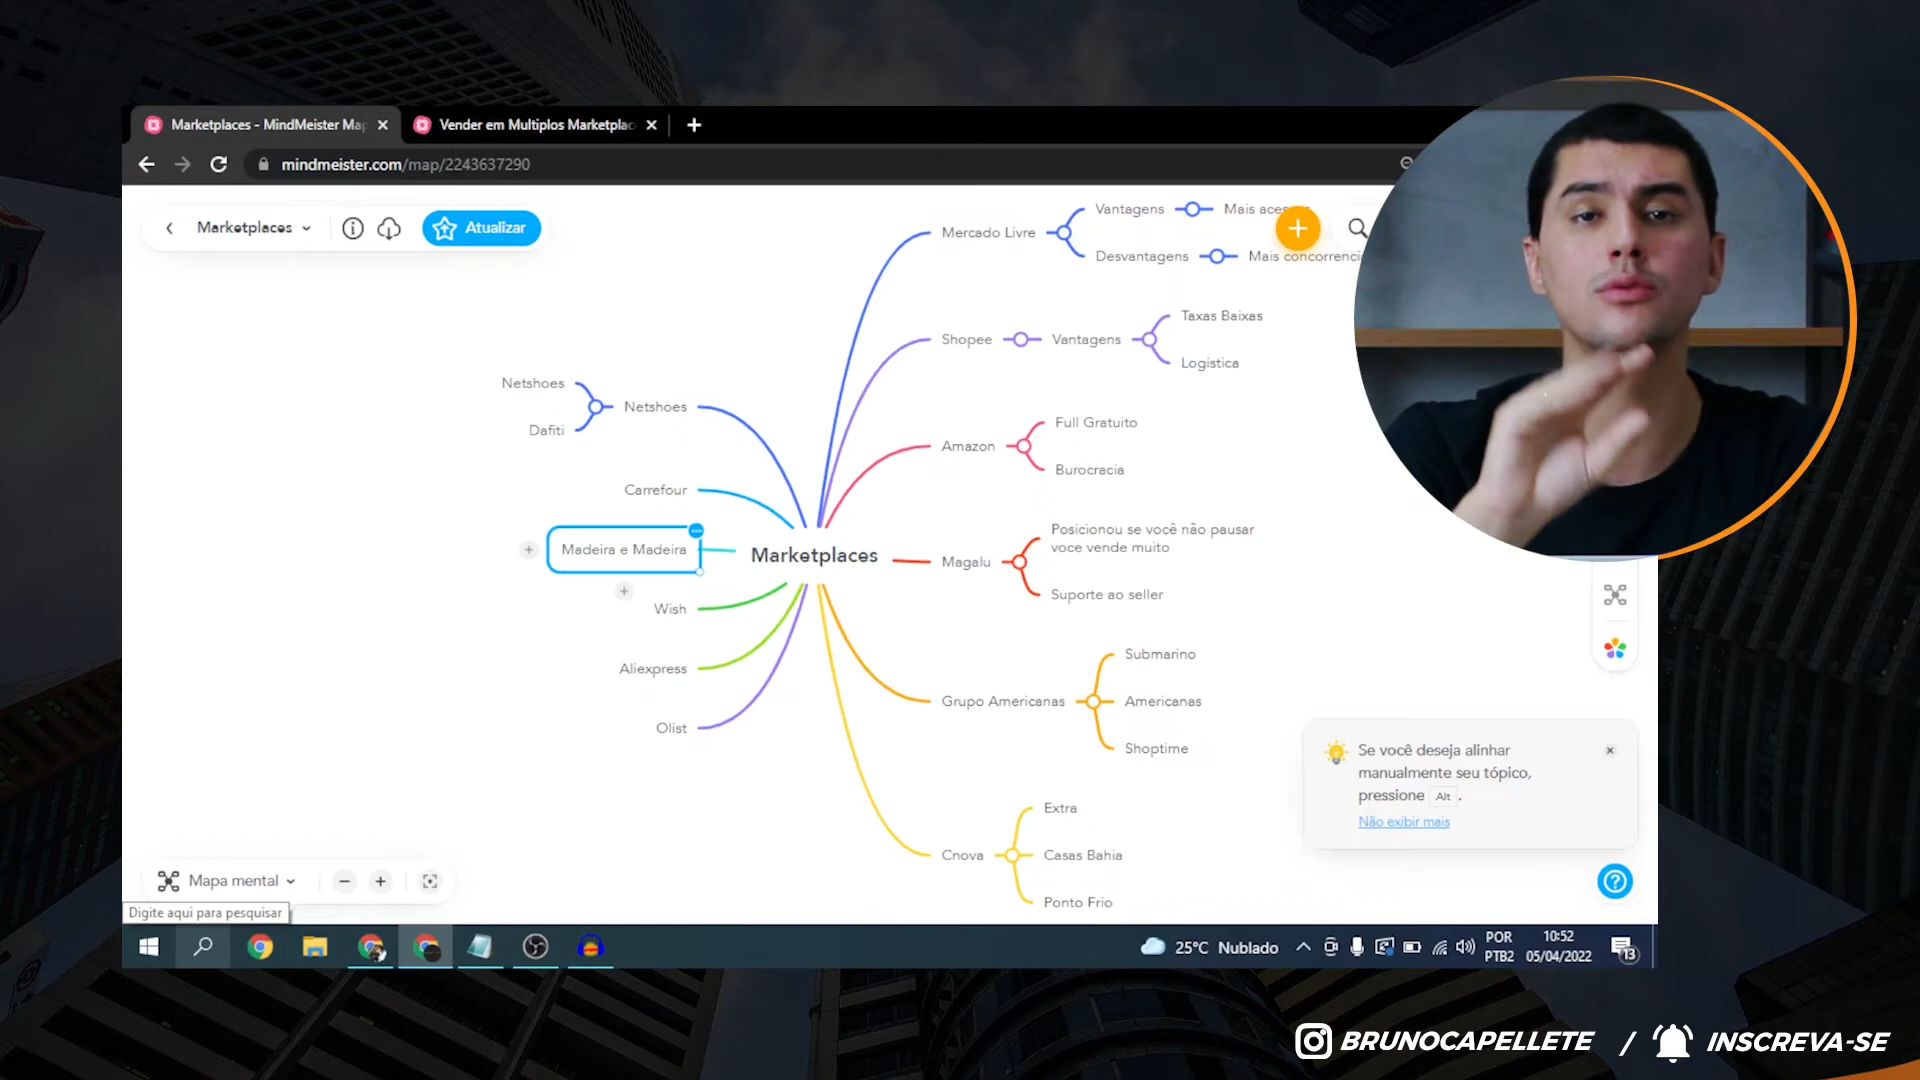 Marketplaces - MindMeister Map
Vender em Multiplos Marketplac
mindmeister.com/map/2243637290
Marketplaces
Atualizar
Mercado Livre
Vantagens
Desvantagens
Mais concorrenci
Shopee
Vantagens
Taxas Baixas
Logistica
Netshoes
Dafiti
Netshoes
Amazon
Full Gratuito
Burocracia
Carrefour
Madeira e Madeira
Marketplaces
Magalu
Posicionou se você não pausar
voce vende muito
Suporte ao seller
Wish
Aliexpress
Olist
Grupo Americanas
Submarino
Americanas
Shoptime
Cnova
Extra
Casas Bahia
Ponto Frio
Se você deseja alinhar
manualmente seu tópico,
pressione Alt .
Não exibir mais
Mapa mental
Digite aqui para pesquisar
25°C Nublado
POR
PTB2
10:52
05/04/2022
13
BRUNOCAPELLETE / INSCREVA-SE